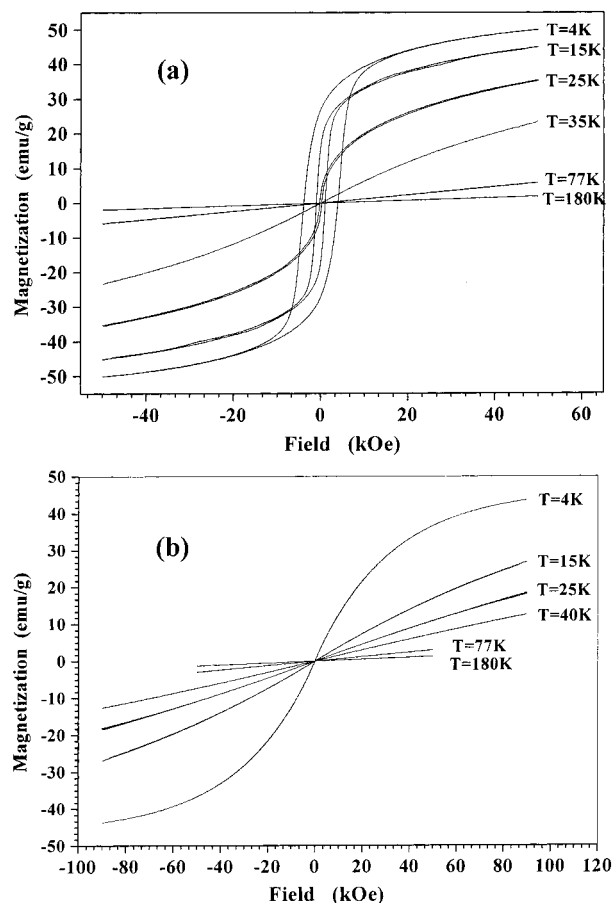 (a)
50
40
30
20
10
0
-10
-20
-30
-40
-50
Magnetization (emu/g)
T=4K
T=15K
T=25K
T=35K
T=77K
T=180K
-40 -20 0 20 40 60
Field (kOe)
(b)
50
40
30
20
10
0
-10
-20
-30
-40
-50
Magnetization (emu/g)
T=4K
T=15K
T=25K
T=40K
T=77K
T=180K
-100 -80 -60 -40 -20 0 20 40 60 80 100 120
Field (kOe)